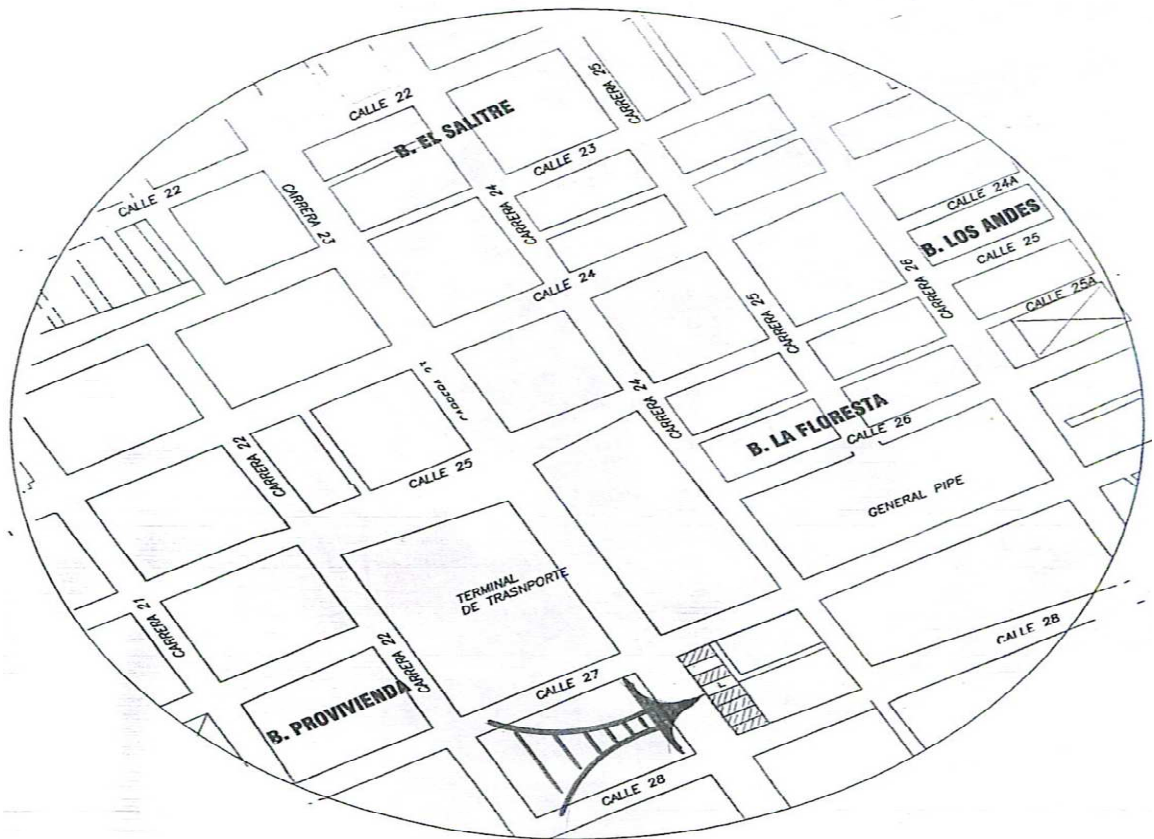 CALLE 22
B. EL SALITRE
CARRERA 25
CALLE 23
CALLE 22
CARRERA 23
CARRERA 24
CALLE 24A
B. LOS ANDES
CALLE 25
CALLE 24
CARRERA 26
CALLE 25A
CARRERA 25
CARRERA 24
B. LA FLORESTA
CALLE 26
CARRERA 22
CALLE 25
GENERAL PIPE
TERMINAL
DE TRASNPORTE
CARRERA 21
CALLE 28
CARRERA 22
B. PROVIVIENDA
CALLE 27
L
CALLE 28